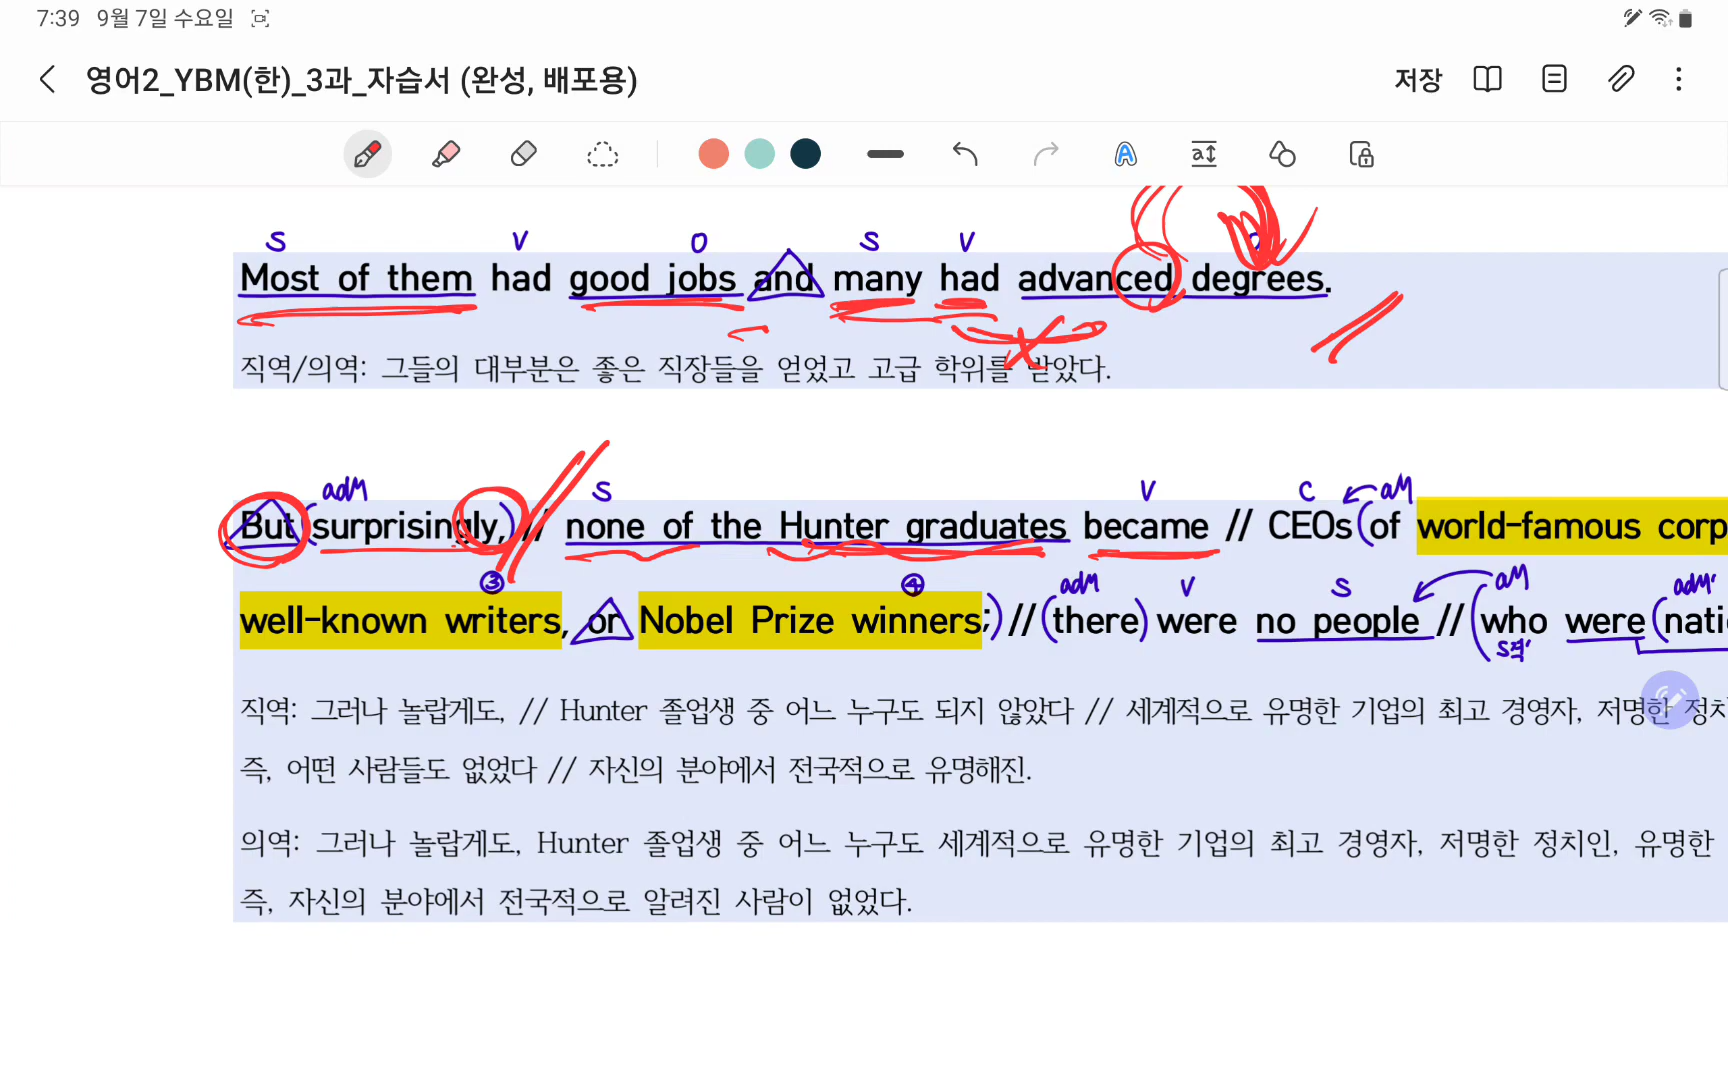 7:39 9월 7일 수요일
영어2_YBM(한)_3과_자습서 (완성, 배포용)
저장
S V O S V
Most of them had good jobs and many had advanced degrees.
직역/의역: 그들의 대부분은 좋은 직장들을 얻었고 고급 학위를 받았다.
adM S V C aM
But (surprisingly,) // none of the Hunter graduates became // CEOs (of world-famous corp
③ ④ adM V S aM adM'
well-known writers, or Nobel Prize winners;) // (there) were no people // (who were (nati
직역: 그러나 놀랍게도, // Hunter 졸업생 중 어느 누구도 되지 않았다 // 세계적으로 유명한 기업의 최고 경영자, 저명한 정치
즉, 어떤 사람들도 없었다 // 자신의 분야에서 전국적으로 유명해진.
의역: 그러나 놀랍게도, Hunter 졸업생 중 어느 누구도 세계적으로 유명한 기업의 최고 경영자, 저명한 정치인, 유명한
즉, 자신의 분야에서 전국적으로 알려진 사람이 없었다.